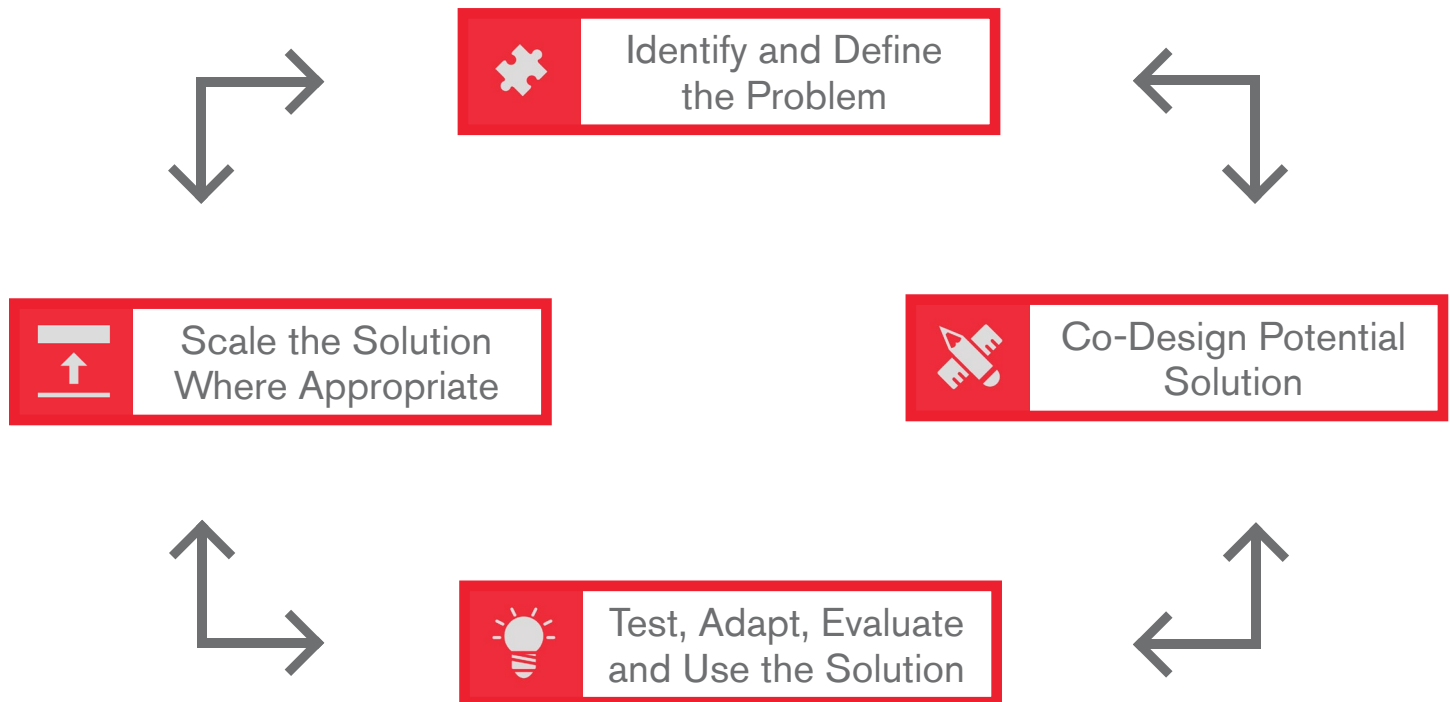 Identify and Define
the Problem
Scale the Solution
Where Appropriate
Co-Design Potential
Solution
Test, Adapt, Evaluate
and Use the Solution